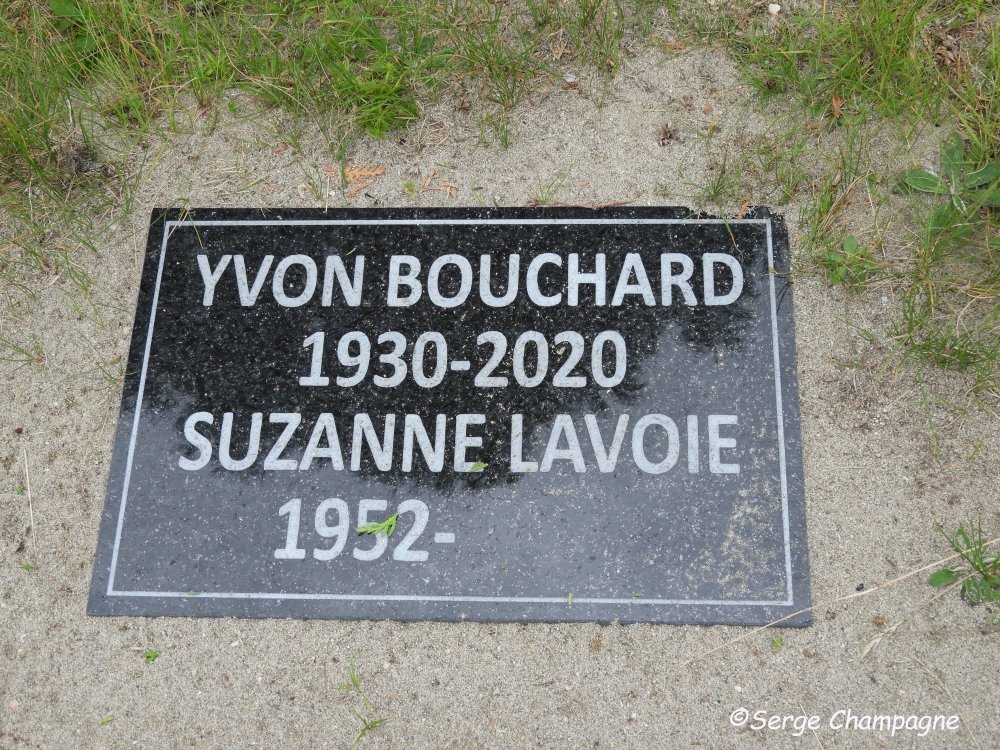 YVON BOUCHARD
1930-2020
SUZANNE LAVOIE
1952-
©Serge Champagne